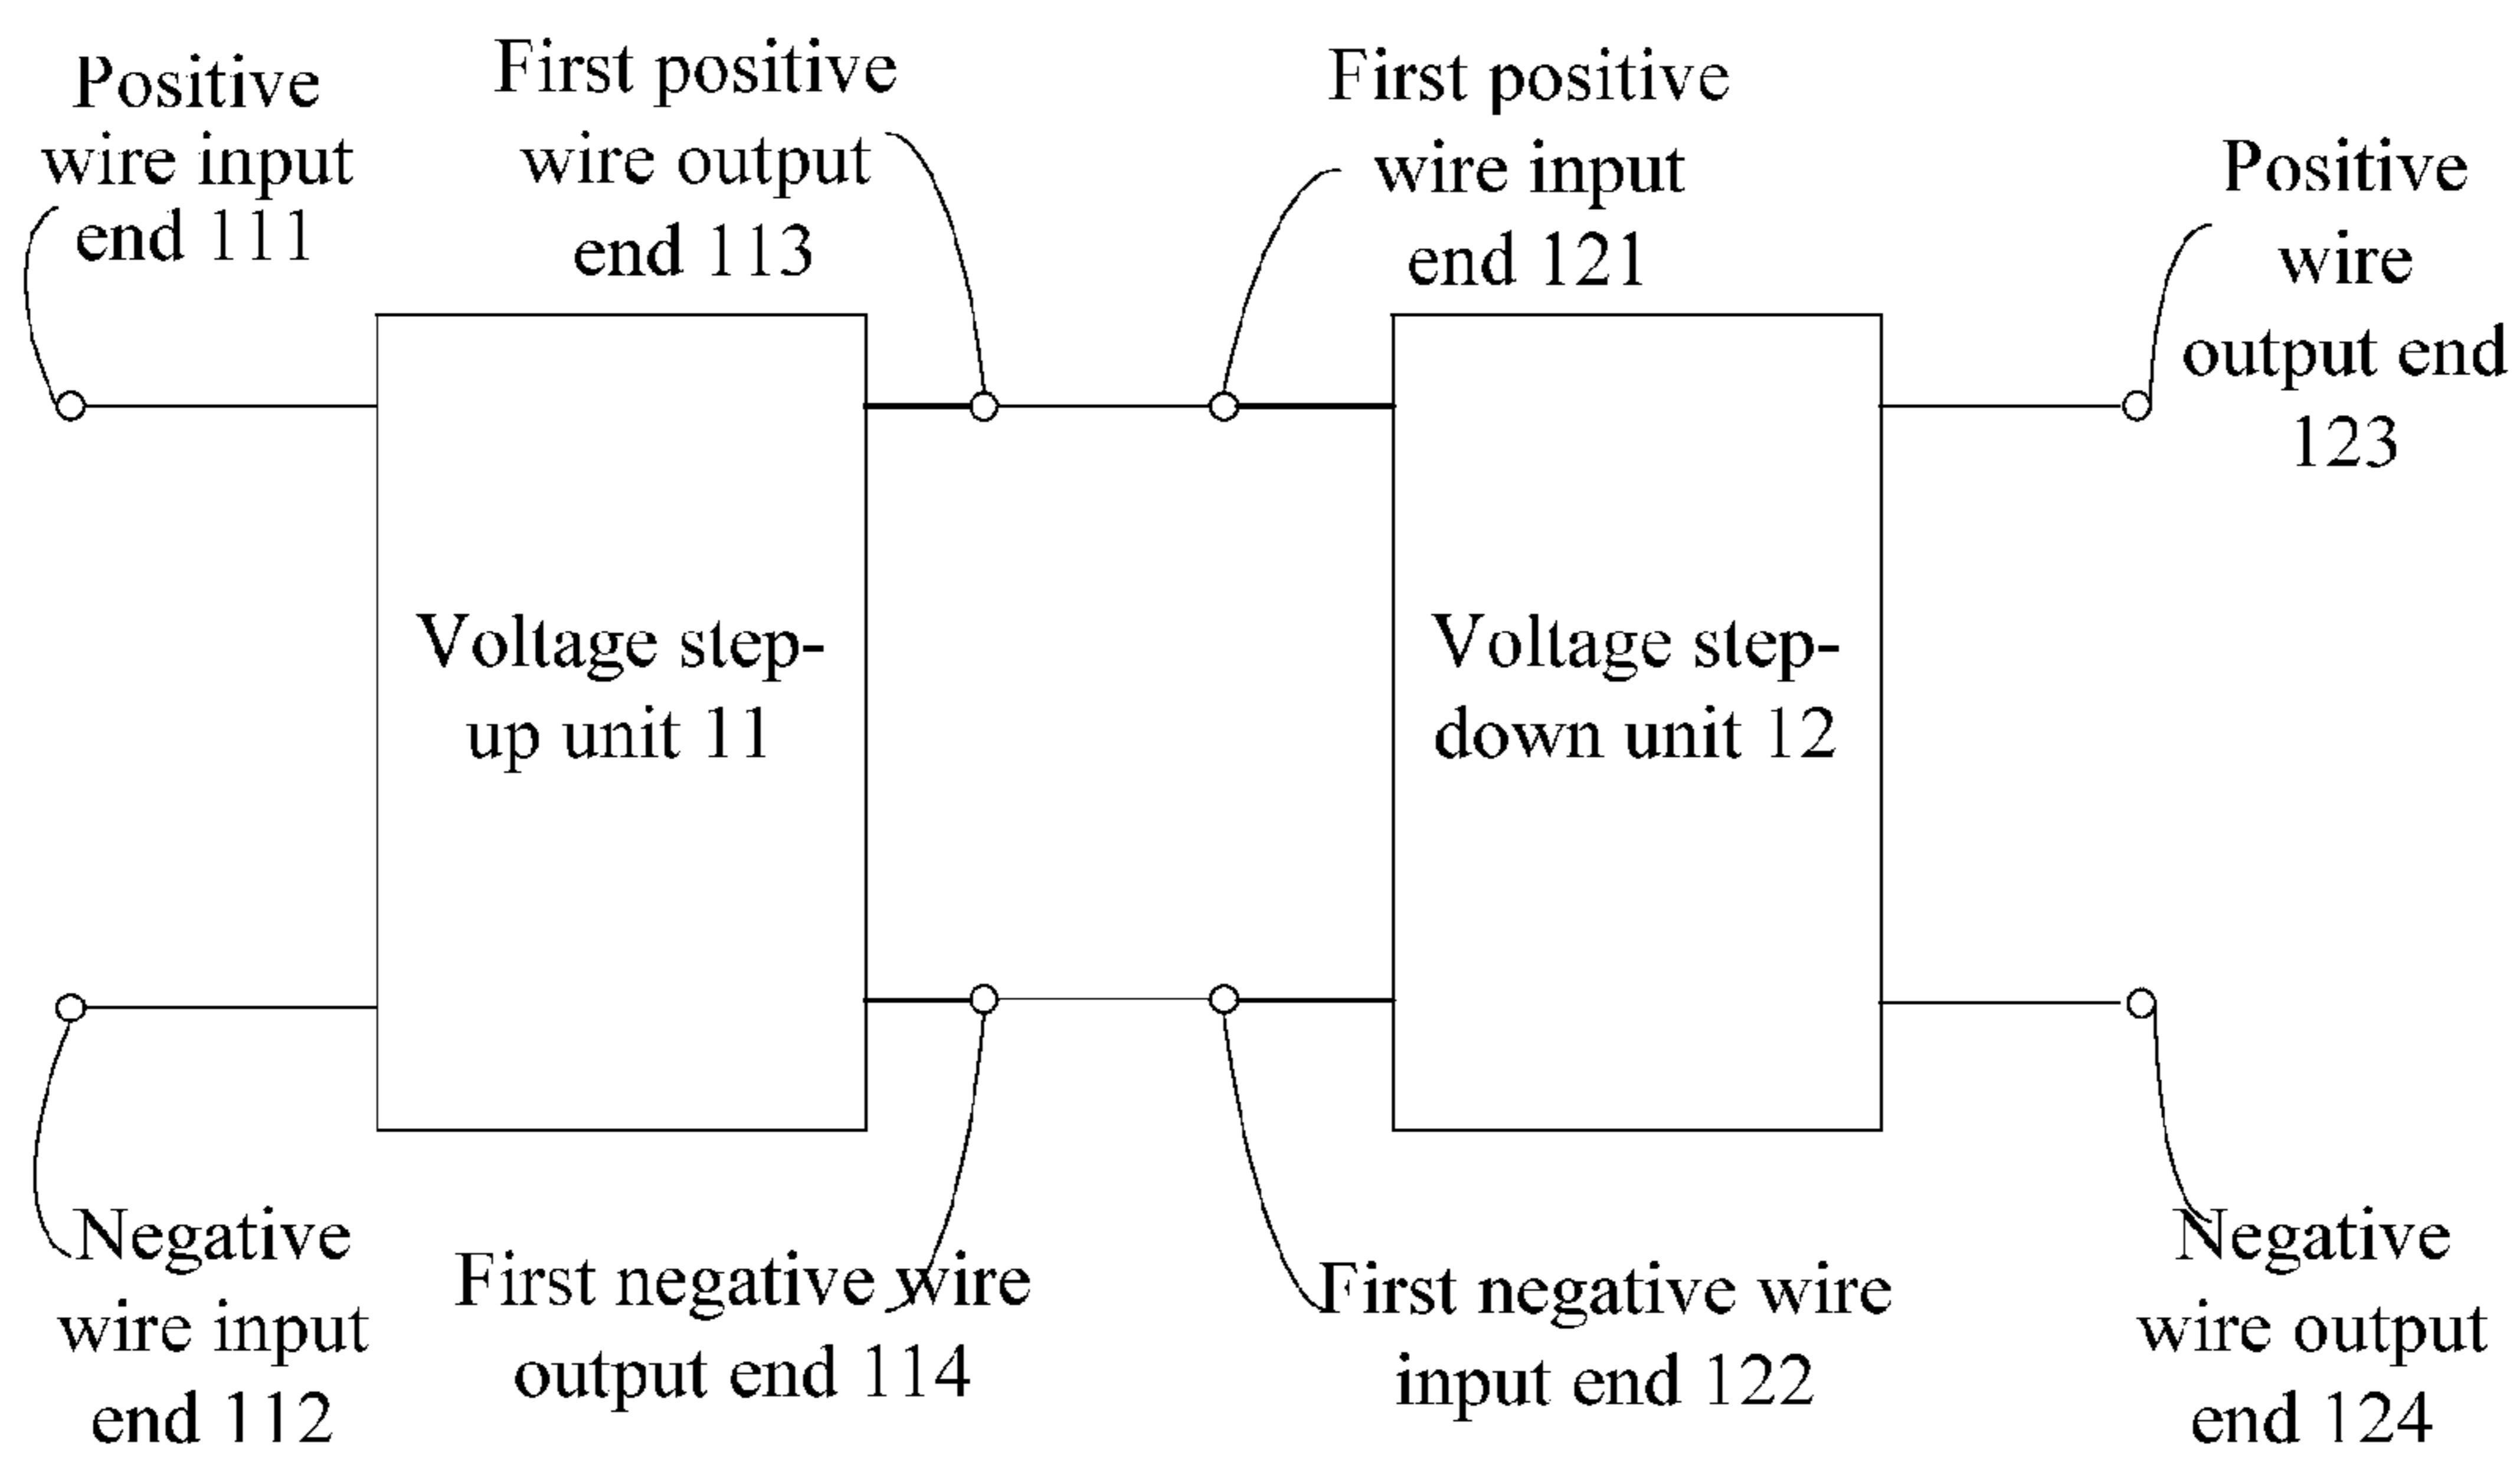 Positive
wire input
end 111
First positive
wire output
end 113
First positive
wire input
end 121
Positive
wire
output end
123
Voltage step-
up unit 11
Voltage step-
down unit 12
Negative
wire input
end 112
First negative wire
output end 114
First negative wire
input end 122
Negative
wire output
end 124